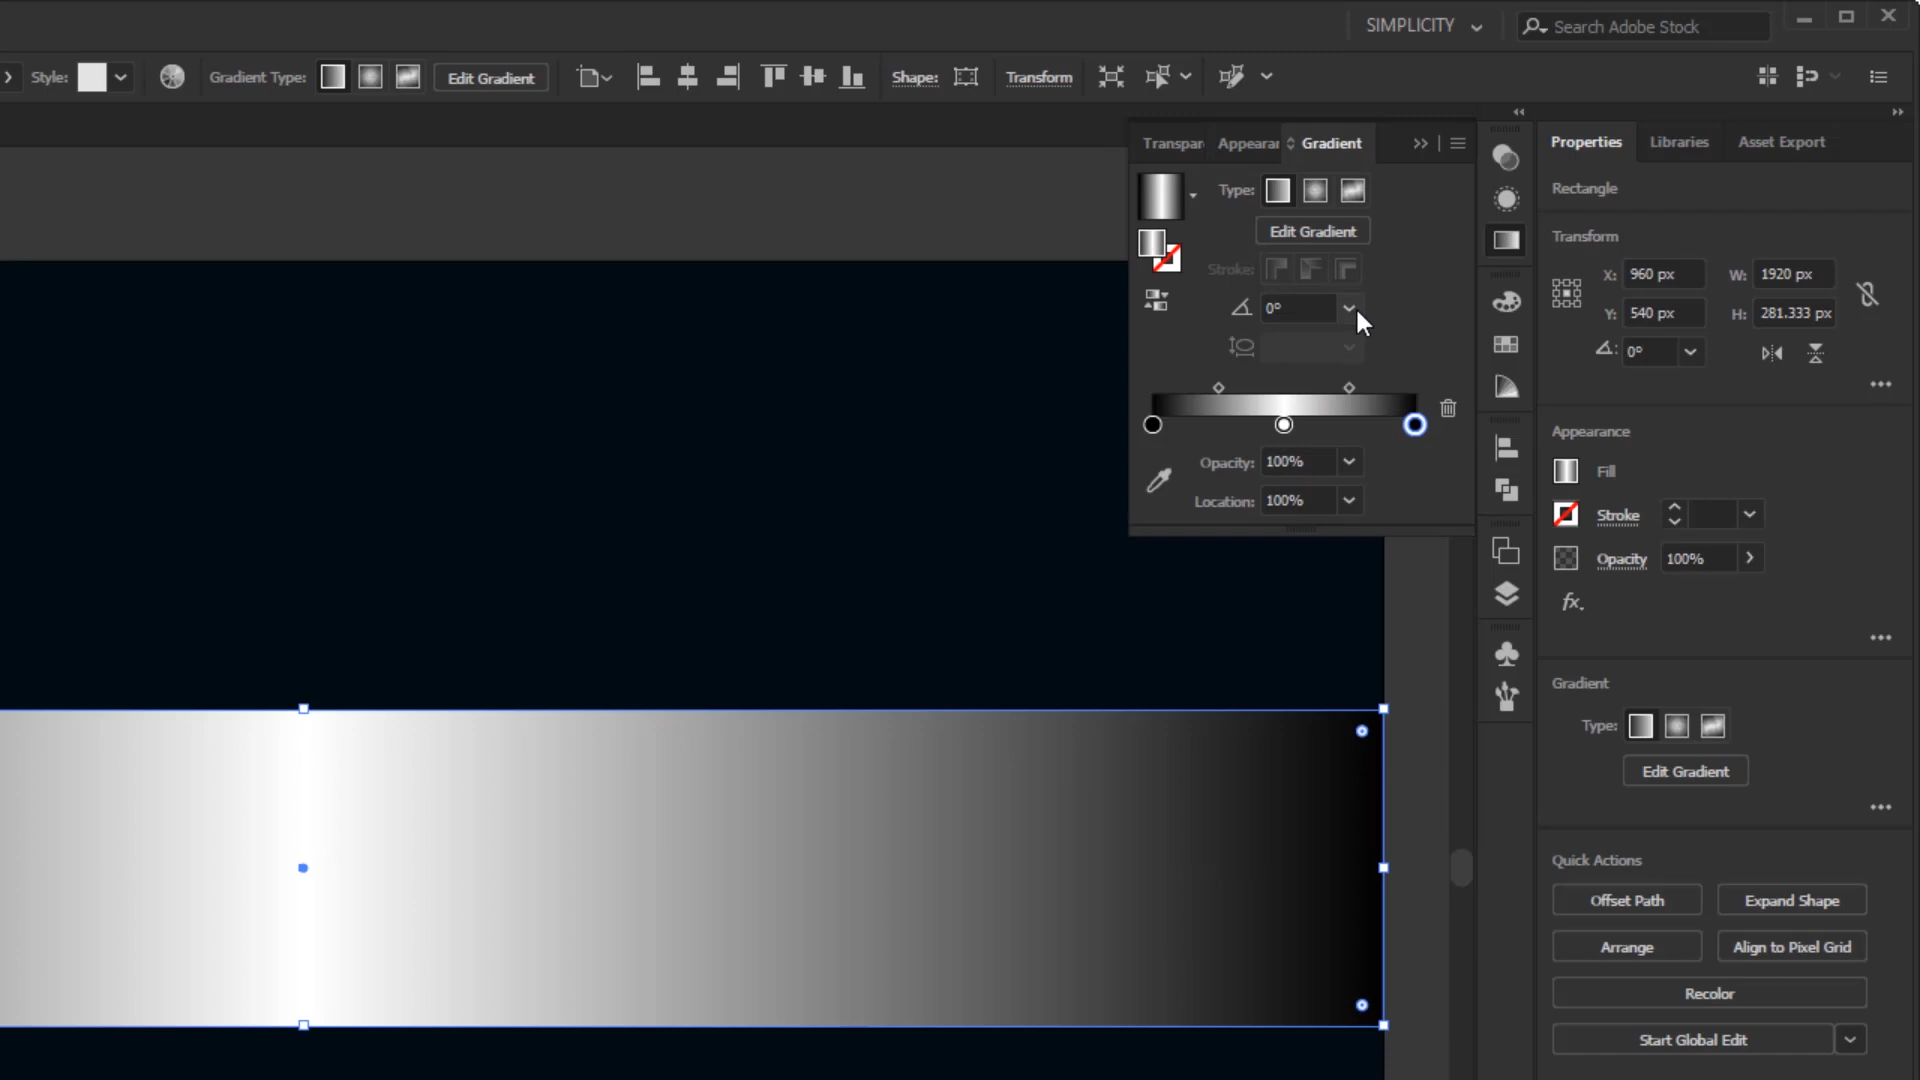 SIMPLICITY
Search Adobe Stock
Style:
Gradient Type:
Edit Gradient
Shape:
Transform
Transpar
Appearar
Gradient
Type:
Edit Gradient
Stroke:
0°
Opacity: 100%
Location: 100%
Properties
Libraries
Asset Export
Rectangle
Transform
X: 960 px
W: 1920 px
Y: 540 px
H: 281.333 px
0°
Appearance
Fill
Stroke
Opacity 100%
fx.
Gradient
Type:
Edit Gradient
Quick Actions
Offset Path
Expand Shape
Arrange
Align to Pixel Grid
Recolor
Start Global Edit